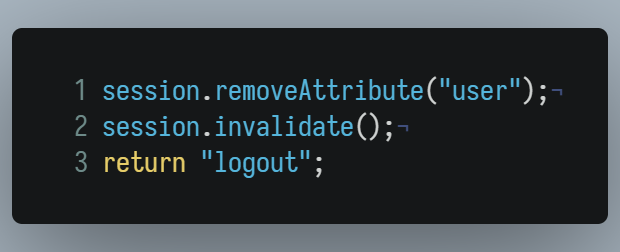 1 session.removeAttribute("user");¬
2 session.invalidate();¬
3 return "logout";